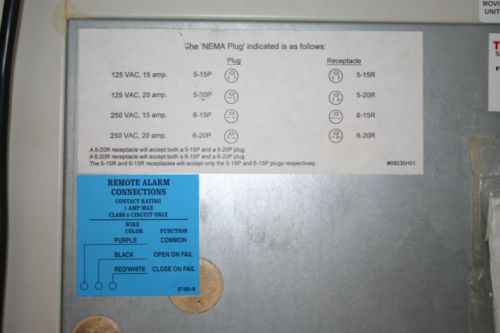 MOVI
UNIT
The 'NEMA Plug' indicated is as follows:
Plug Receptacle
125 VAC, 15 amp. 5-15P 5-15R
125 VAC, 20 amp. 5-20P 5-20R
250 VAC, 15 amp. 6-15P 6-15R
250 VAC, 20 amp. 6-20P 6-20R
A 5-20R receptacle will accept both a 5-15P and a 5-20P plug.
A 6-20R receptacle will accept both a 6-15P and a 6-20P plug.
The 5-15R and 6-15R receptacles will accept only the 5-15P and 6-15P plugs respectively.
#68036H01
REMOTE ALARM
CONNECTIONS
CONTACT RATING
1 AMP MAX
CLASS 2 CIRCUIT ONLY
WIRE
COLOR FUNCTION
PURPLE COMMON
BLACK OPEN ON FAIL
RED/WHITE CLOSE ON FAIL
37465-B